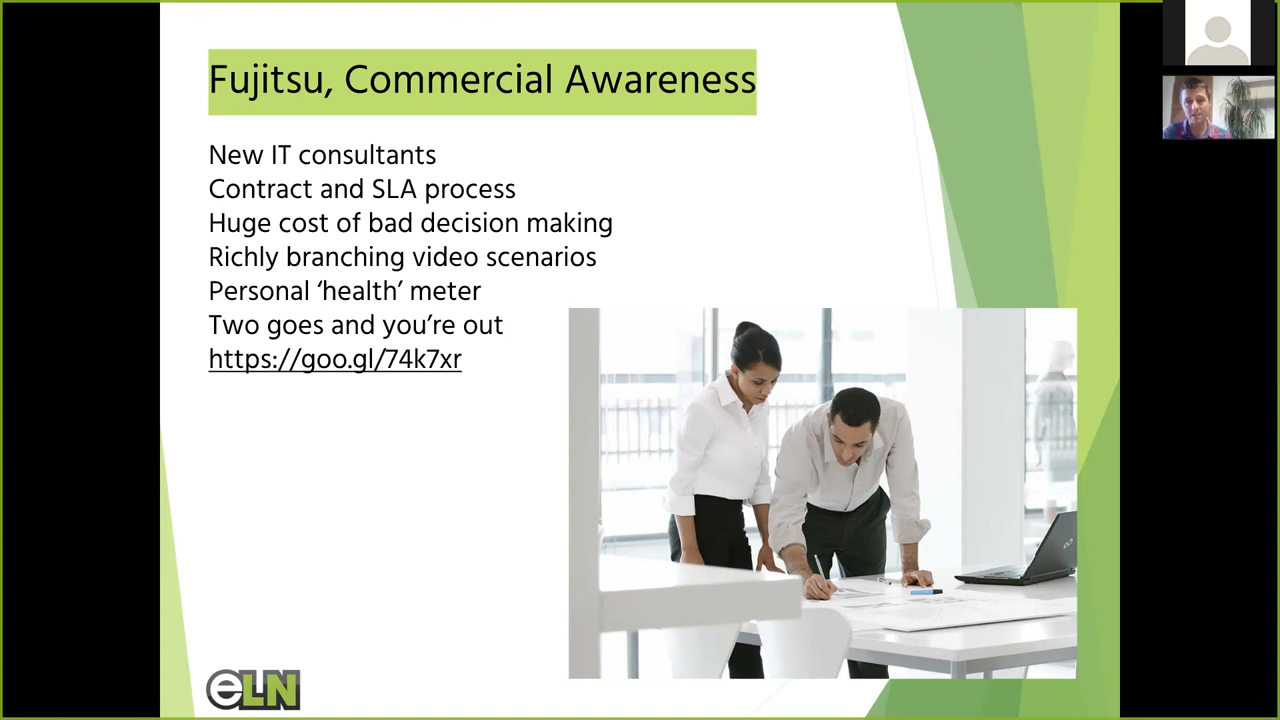 Fujitsu, Commercial Awareness
New IT consultants
Contract and SLA process
Huge cost of bad decision making
Richly branching video scenarios
Personal ‘health’ meter
Two goes and you’re out
https://goo.gl/74k7xr
eLN